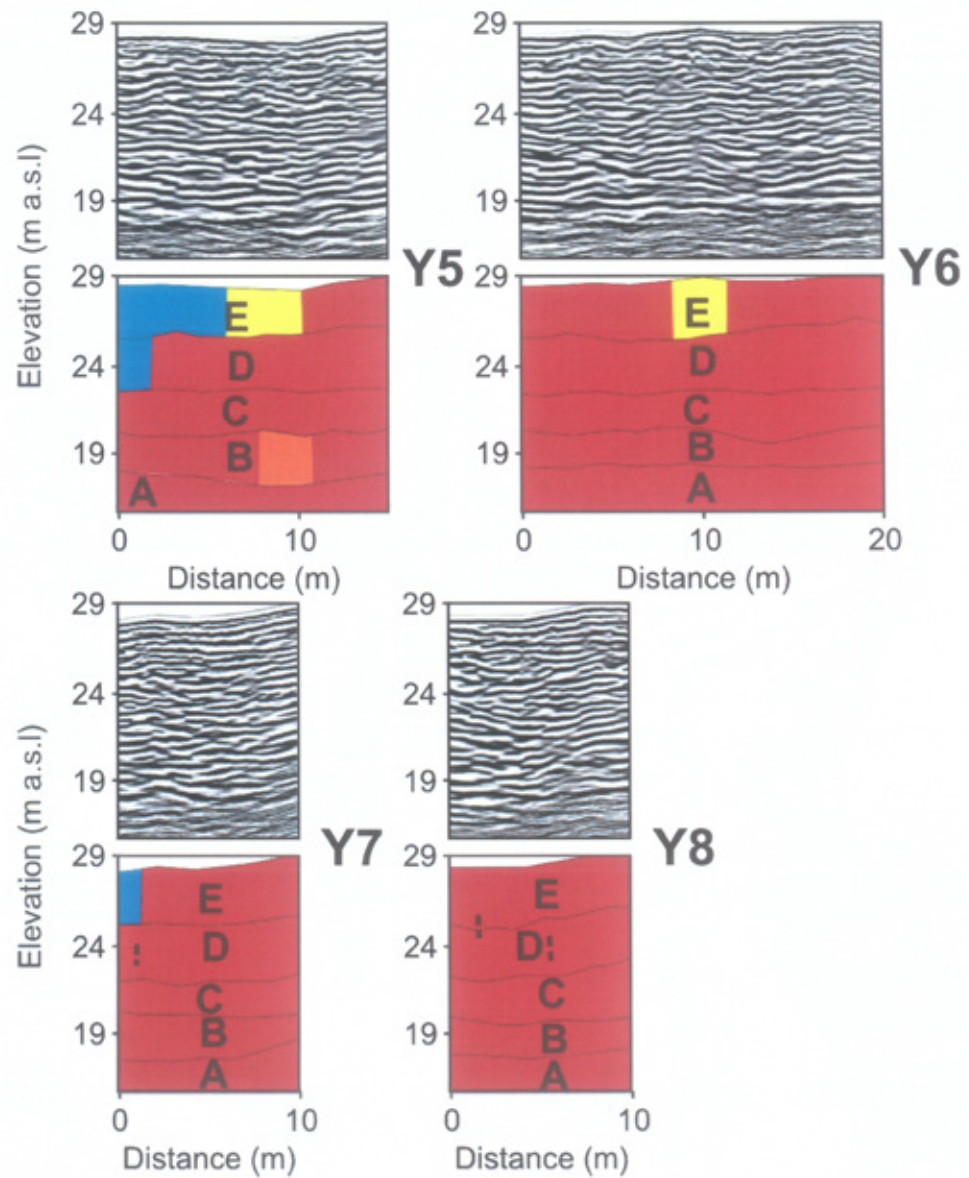 29
24
19
Elevation (m a.s.l)
Y5
29
24
19
Y6
29
24
19
Elevation (m a.s.l)
E
D
C
B
A
0
10
Distance (m)
29
24
19
E
D
C
B
A
0
10
20
Distance (m)
29
24
19
Elevation (m a.s.l)
Y7
29
24
19
Y8
29
24
19
Elevation (m a.s.l)
E
D
C
B
A
0
10
Distance (m)
29
24
19
E
D
C
B
A
0
10
Distance (m)